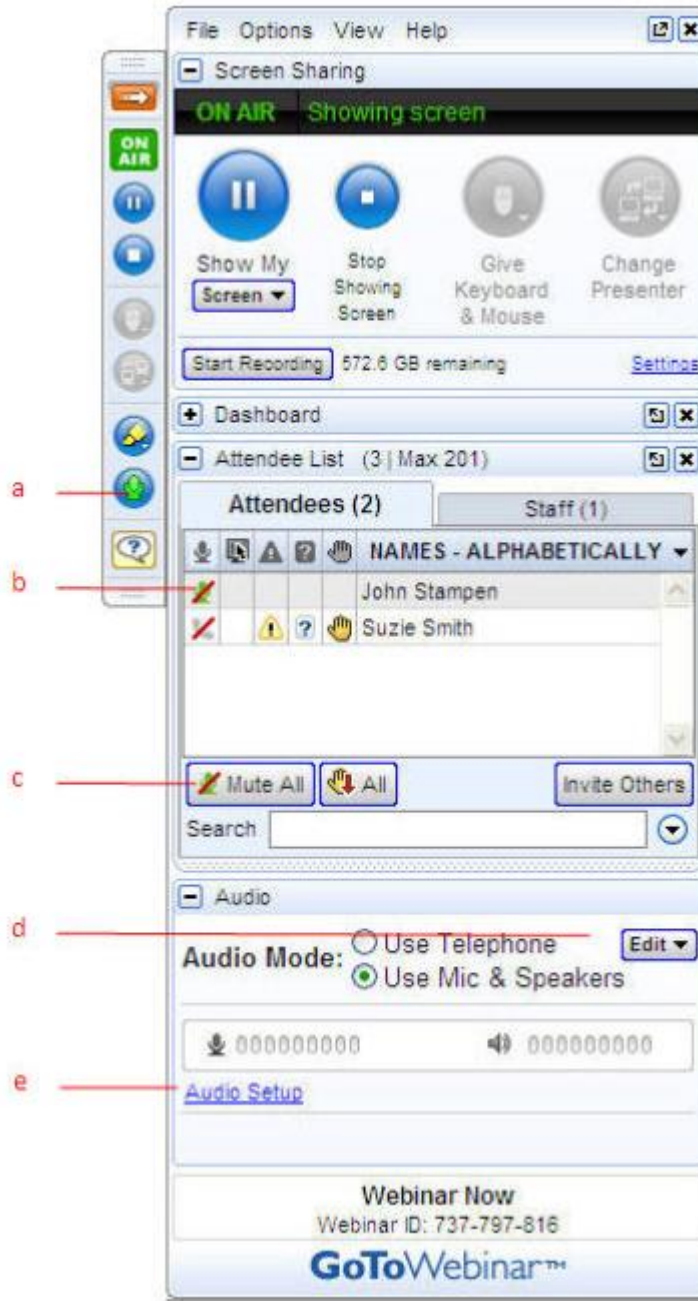 File Options View Help
Screen Sharing
ON AIR Showing screen
ON AIR
Show My Screen
Stop Showing Screen
Give Keyboard & Mouse
Change Presenter
Start Recording 572.6 GB remaining Settings
Dashboard
Attendee List (3 | Max 201)
a
Attendees (2) Staff (1)
NAMES - ALPHABETICALLY
b
John Stampen
Suzie Smith
c
Mute All All Invite Others
Search
Audio
d
Audio Mode: Use Telephone Edit
Use Mic & Speakers
000000000 000000000
e
Audio Setup
Webinar Now
Webinar ID: 737-797-816
GoToWebinar™